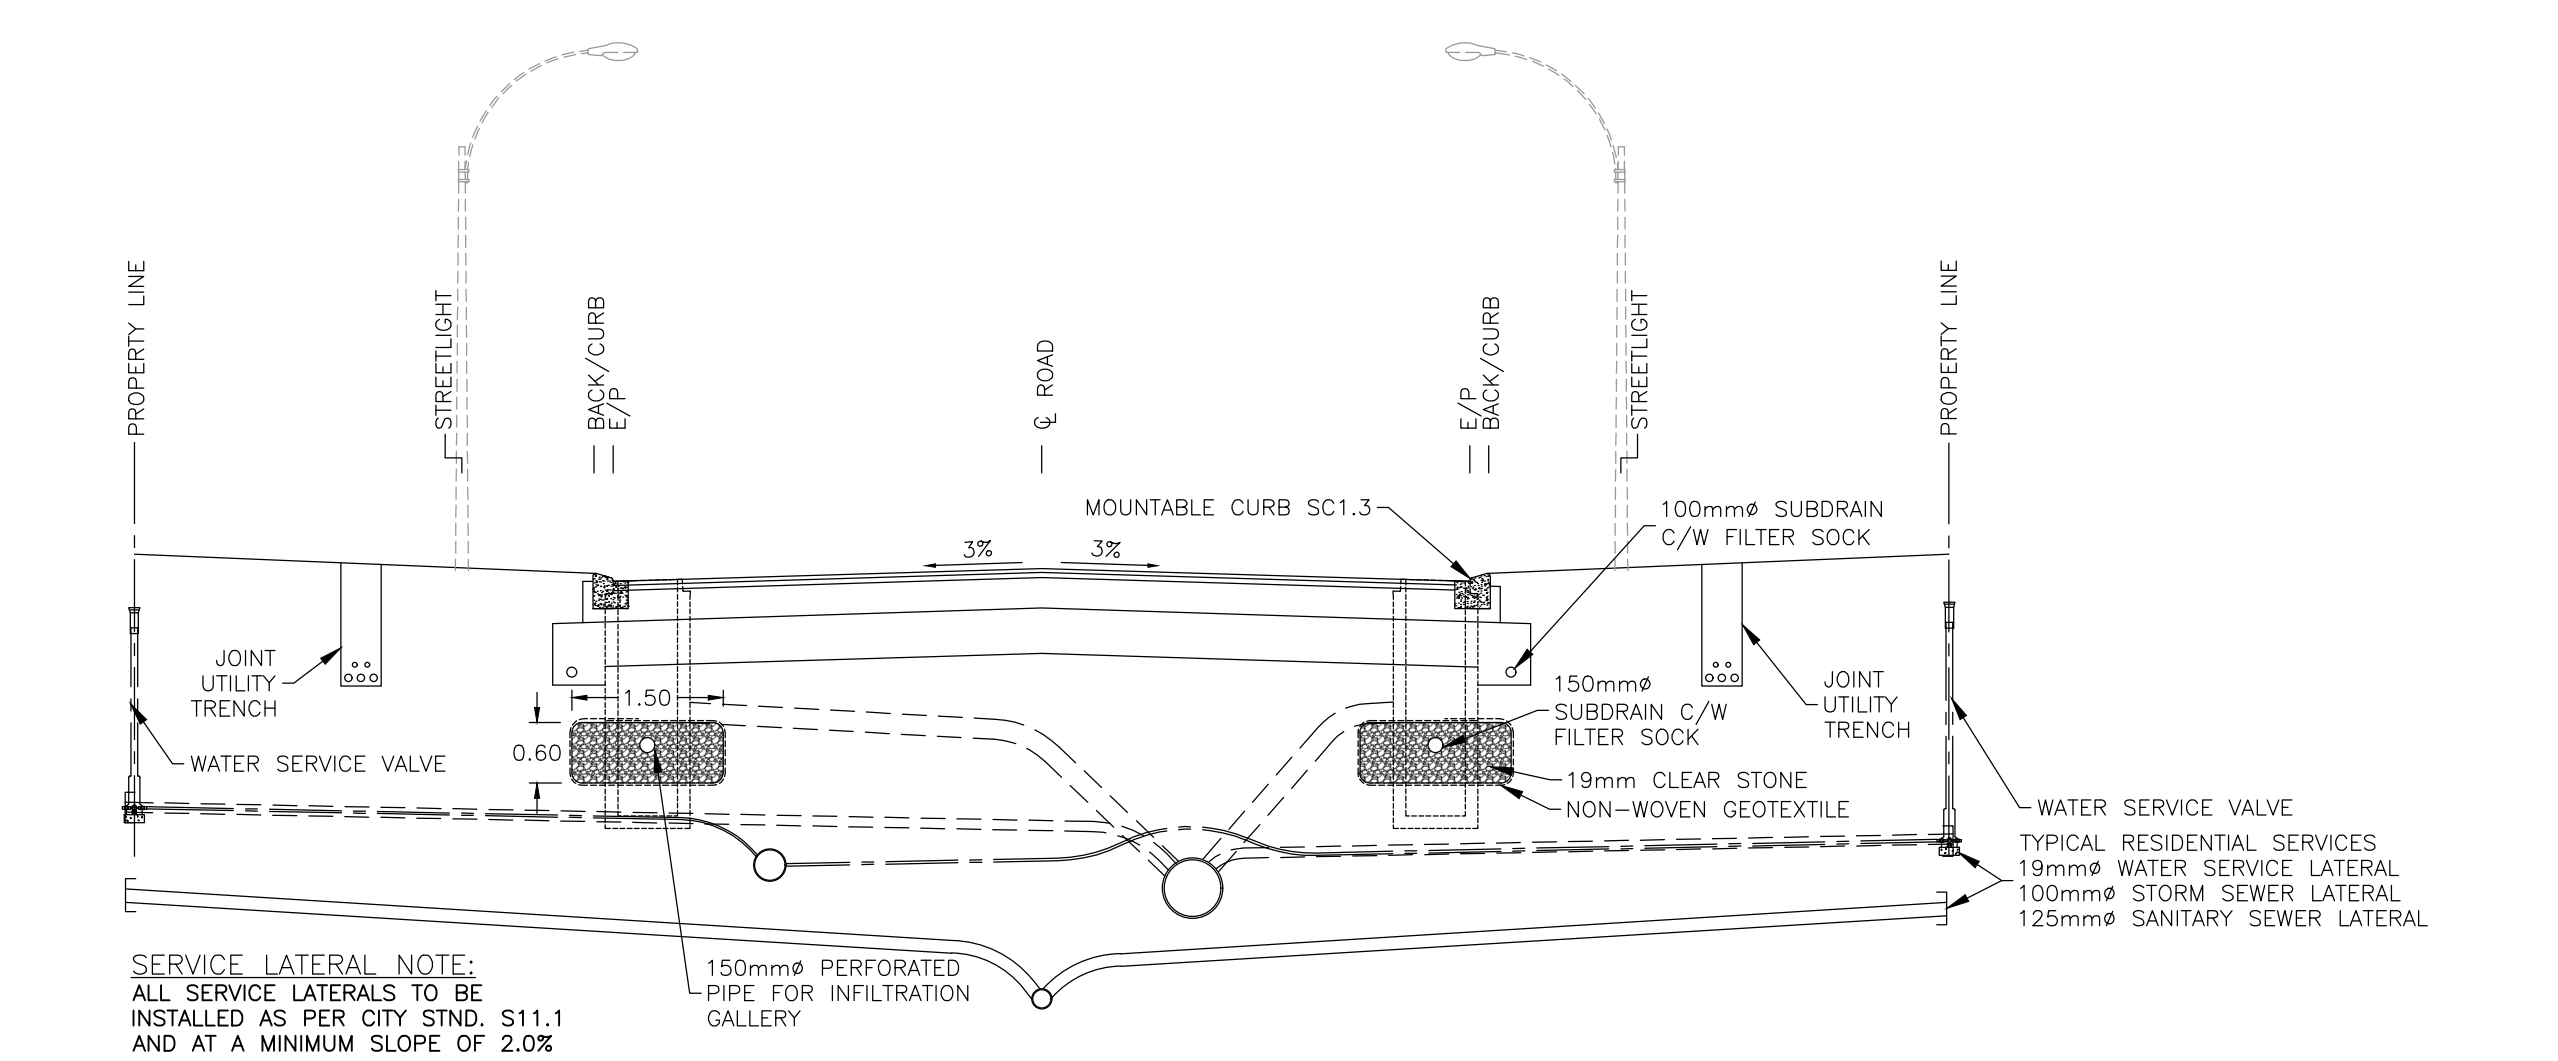 PROPERTY LINE
STREETLIGHT
BACK/CURB
E/P
℄ ROAD
E/P
BACK/CURB
STREETLIGHT
PROPERTY LINE
MOUNTABLE CURB SC1.3
100mmø SUBDRAIN
C/W FILTER SOCK
3%
3%
JOINT
UTILITY
TRENCH
1.50
0.60
WATER SERVICE VALVE
150mmø
SUBDRAIN C/W
FILTER SOCK
JOINT
UTILITY
TRENCH
19mm CLEAR STONE
NON-WOVEN GEOTEXTILE
WATER SERVICE VALVE
TYPICAL RESIDENTIAL SERVICES
19mmø WATER SERVICE LATERAL
100mmø STORM SEWER LATERAL
125mmø SANITARY SEWER LATERAL
150mmø PERFORATED
PIPE FOR INFILTRATION
GALLERY
SERVICE LATERAL NOTE:
ALL SERVICE LATERALS TO BE
INSTALLED AS PER CITY STND. S11.1
AND AT A MINIMUM SLOPE OF 2.0%